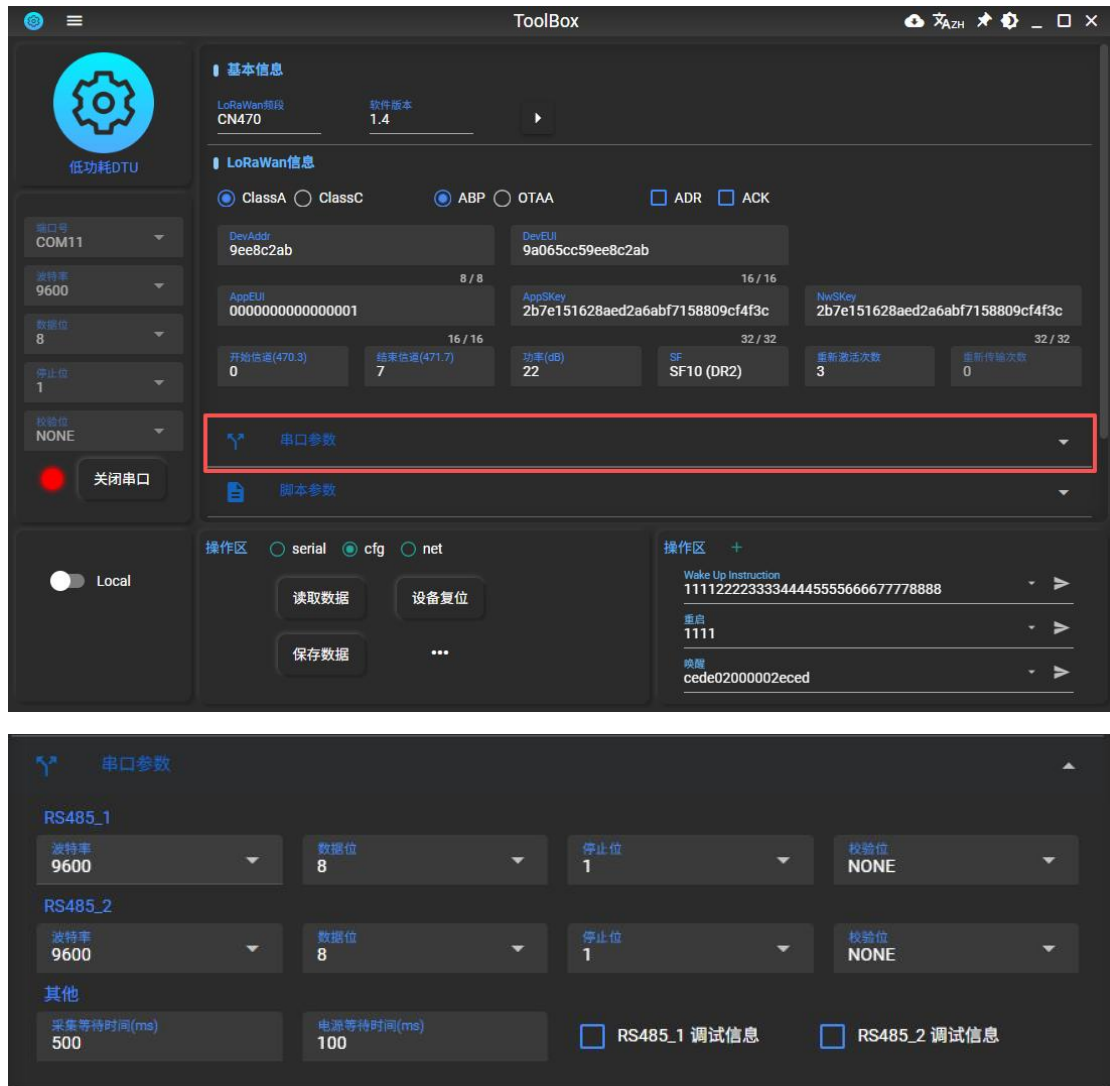 ToolBox
ZH
低功耗DTU
端口号
COM11
波特率
9600
数据位
8
停止位
1
校验位
NONE
关闭串口
Local
基本信息
LoRaWan频段
CN470
软件版本
1.4
LoRaWan信息
ClassA ClassC ABP OTAA ADR ACK
DevAddr
9ee8c2ab
8 / 8
DevEUI
9a065cc59ee8c2ab
16 / 16
AppEUI
0000000000000001
16 / 16
AppSKey
2b7e151628aed2a6abf7158809cf4f3c
32 / 32
NwSKey
2b7e151628aed2a6abf7158809cf4f3c
32 / 32
开始信道(470.3)
0
结束信道(471.7)
7
功率(dB)
22
SF
SF10 (DR2)
重新激活次数
3
重新传输次数
0
串口参数
脚本参数
操作区 serial cfg net
读取数据 设备复位
保存数据
操作区
Wake Up Instruction
11112222333344445555666677778888
重启
1111
唤醒
cede02000002eced
串口参数
RS485_1
波特率
9600
数据位
8
停止位
1
校验位
NONE
RS485_2
波特率
9600
数据位
8
停止位
1
校验位
NONE
其他
采集等待时间(ms)
500
电源等待时间(ms)
100
RS485_1 调试信息
RS485_2 调试信息